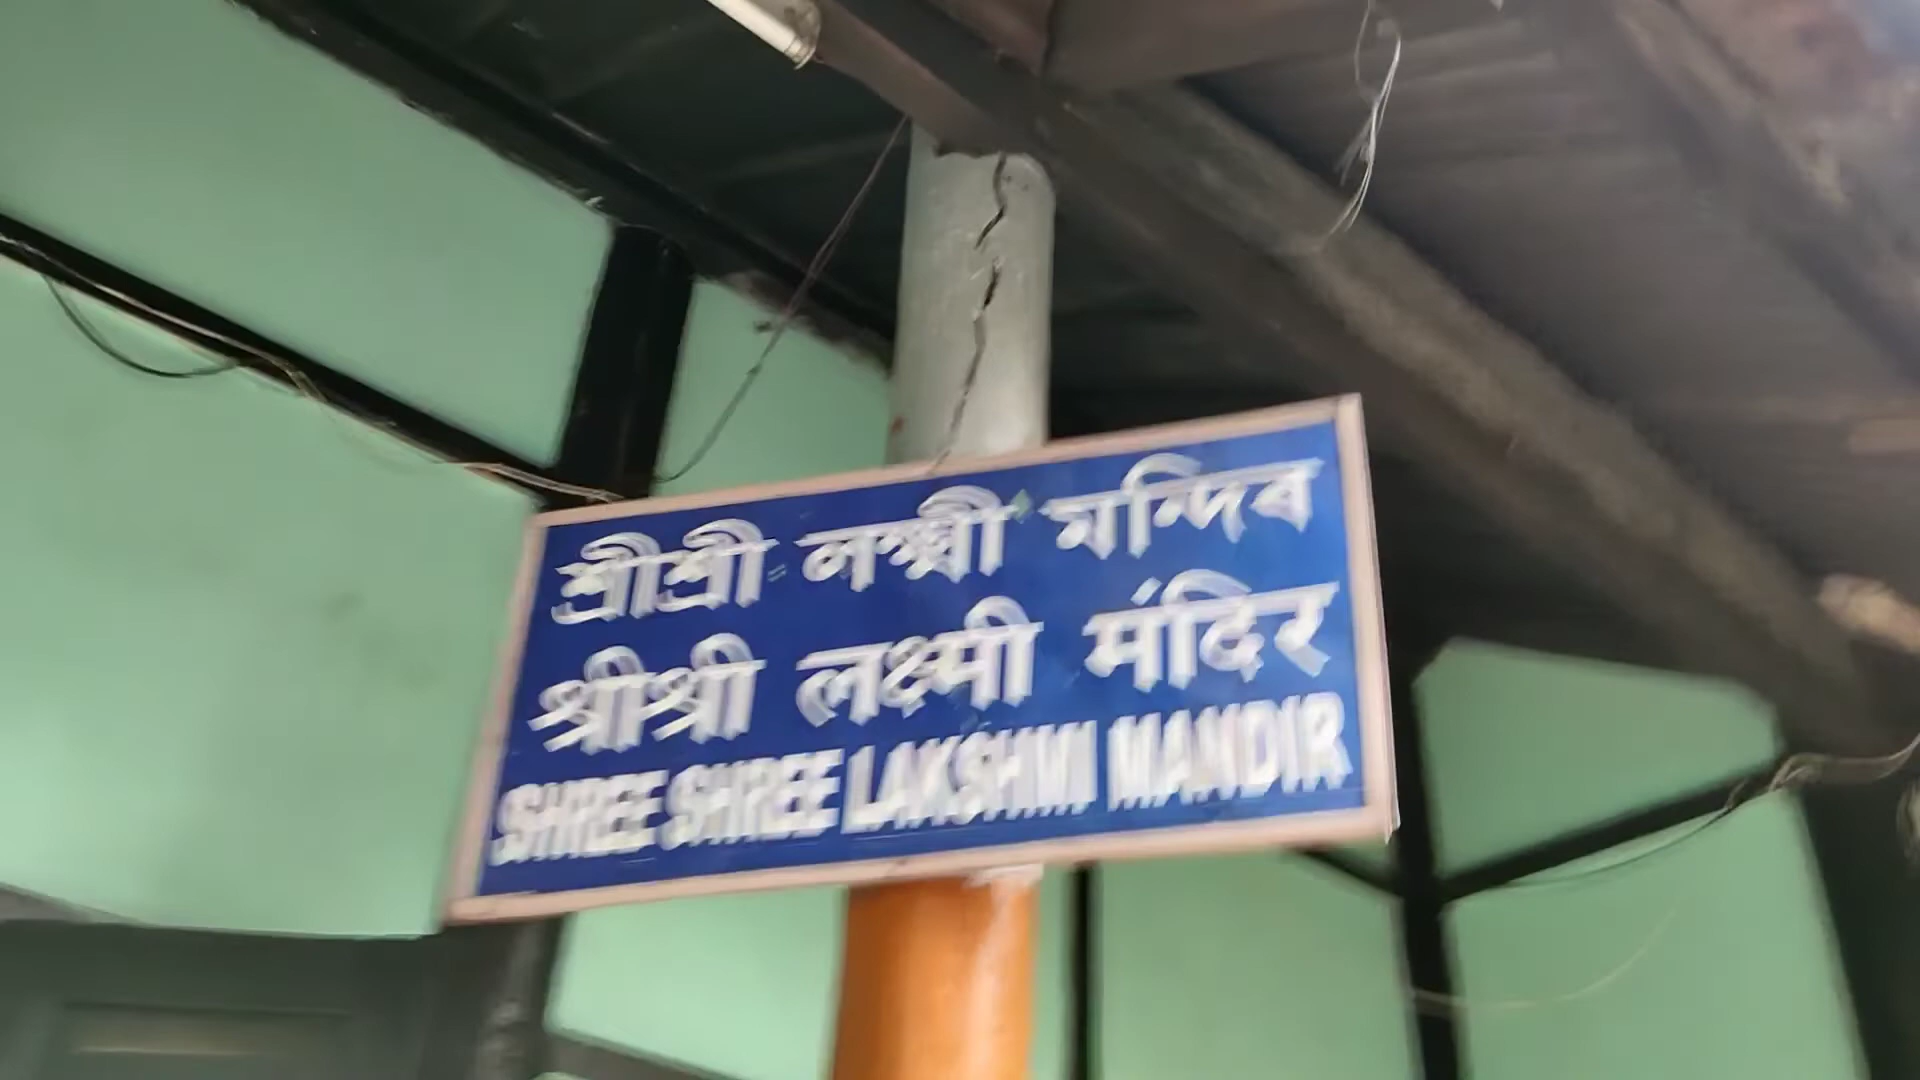 শ্ৰীশ্ৰী লক্ষ্মী মন্দিৰ
श्रीश्री लक्ष्मी मंदिर
SHREE SHREE LAKSHMI MANDIR